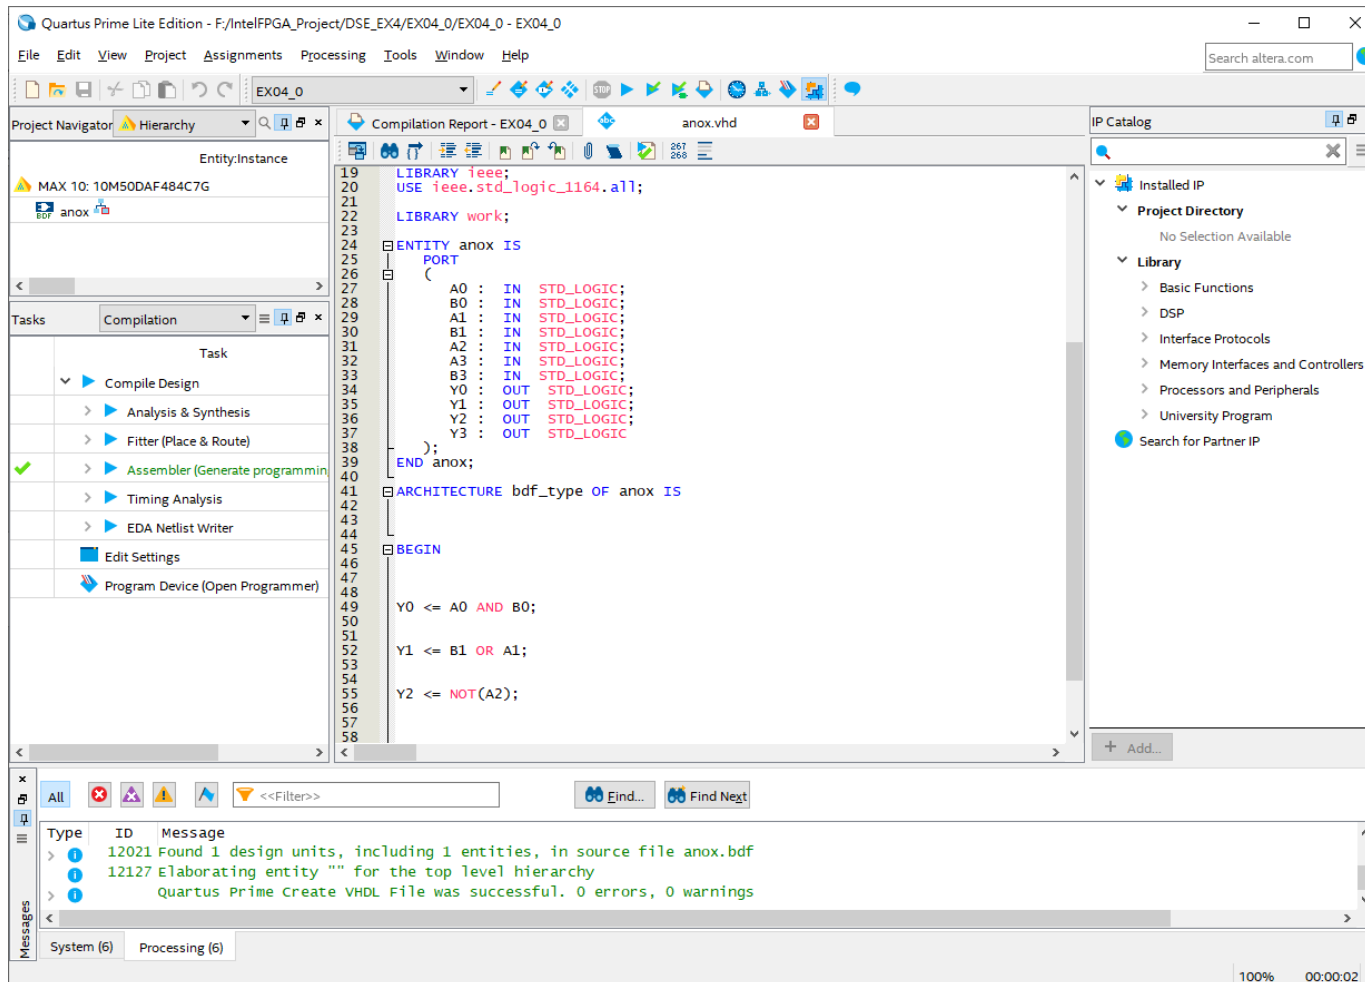 Quartus Prime Lite Edition - F:/IntelFPGA_Project/DSE_EX4/EX04_0/EX04_0 - EX04_0
File Edit View Project Assignments Processing Tools Window Help
Search altera.com
EX04_0
STOP
Project Navigator Hierarchy
Entity:Instance
MAX 10: 10M50DAF484C7G
BDF anox
Tasks Compilation
Task
Compile Design
Analysis & Synthesis
Fitter (Place & Route)
Assembler (Generate programmin
Timing Analysis
EDA Netlist Writer
Edit Settings
Program Device (Open Programmer)
Compilation Report - EX04_0
abc anox.vhd
267
268
19 LIBRARY ieee;
20 USE ieee.std_logic_1164.all;
21
22 LIBRARY work;
23
24 ENTITY anox IS
25 PORT
26 (
27 A0 : IN STD_LOGIC;
28 B0 : IN STD_LOGIC;
29 A1 : IN STD_LOGIC;
30 B1 : IN STD_LOGIC;
31 A2 : IN STD_LOGIC;
32 A3 : IN STD_LOGIC;
33 B3 : IN STD_LOGIC;
34 Y0 : OUT STD_LOGIC;
35 Y1 : OUT STD_LOGIC;
36 Y2 : OUT STD_LOGIC;
37 Y3 : OUT STD_LOGIC
38 );
39 END anox;
40
41 ARCHITECTURE bdf_type OF anox IS
42
43
44
45 BEGIN
46
47
48
49 Y0 <= A0 AND B0;
50
51
52 Y1 <= B1 OR A1;
53
54
55 Y2 <= NOT(A2);
56
57
58
IP Catalog
Installed IP
Project Directory
No Selection Available
Library
Basic Functions
DSP
Interface Protocols
Memory Interfaces and Controllers
Processors and Peripherals
University Program
Search for Partner IP
+ Add...
All <<Filter>> Find... Find Next
Type ID Message
12021 Found 1 design units, including 1 entities, in source file anox.bdf
12127 Elaborating entity "" for the top level hierarchy
Quartus Prime Create VHDL File was successful. 0 errors, 0 warnings
Messages
System (6) Processing (6)
100% 00:00:02